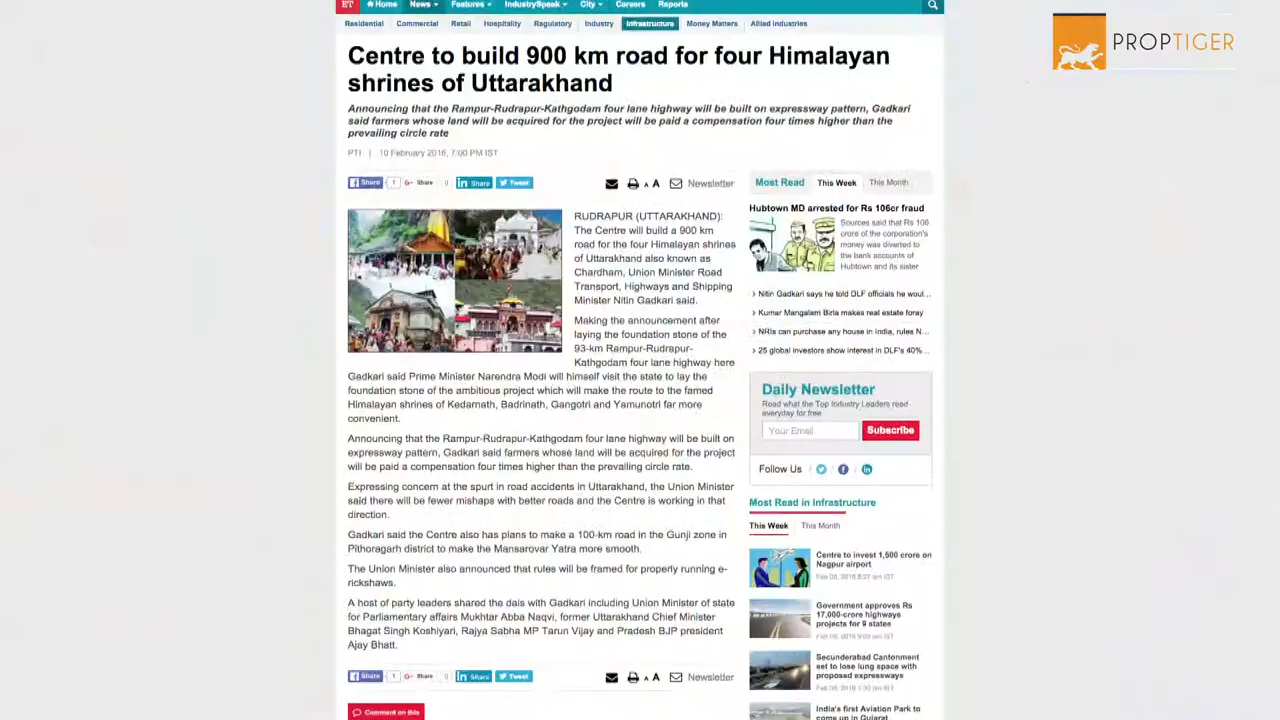 ET Home News Features IndustrySpeak City Careers Reports
Residential Commercial Retail Hospitality Regulatory Industry Infrastructure Money Matters Allied Industries
PROPTIGER
Centre to build 900 km road for four Himalayan
shrines of Uttarakhand
Announcing that the Rampur-Rudrapur-Kathgodam four lane highway will be built on expressway pattern, Gadkari
said farmers whose land will be acquired for the project will be paid a compensation four times higher than the
prevailing circle rate
PTI | 10 February 2016, 7:00 PM IST
Share 1 G+ Share 0 in Share Tweet A A Newsletter
RUDRAPUR (UTTARAKHAND):
The Centre will build a 900 km
road for the four Himalayan shrines
of Uttarakhand also known as
Chardham, Union Minister Road
Transport, Highways and Shipping
Minister Nitin Gadkari said.
Making the announcement after
laying the foundation stone of the
93-km Rampur-Rudrapur-
Kathgodam four lane highway here
Gadkari said Prime Minister Narendra Modi will himself visit the state to lay the
foundation stone of the ambitious project which will make the route to the famed
Himalayan shrines of Kedarnath, Badrinath, Gangotri and Yamunotri far more
convenient.
Announcing that the Rampur-Rudrapur-Kathgodam four lane highway will be built on
expressway pattern, Gadkari said farmers whose land will be acquired for the project
will be paid a compensation four times higher than the prevailing circle rate.
Expressing concern at the spurt in road accidents in Uttarakhand, the Union Minister
said there will be fewer mishaps with better roads and the Centre is working in that
direction.
Gadkari said the Centre also has plans to make a 100-km road in the Gunji zone in
Pithoragarh district to make the Mansarovar Yatra more smooth.
The Union Minister also announced that rules will be framed for properly running e-
rickshaws.
A host of party leaders shared the dais with Gadkari including Union Minister of state
for Parliamentary affairs Mukhtar Abba Naqvi, former Uttarakhand Chief Minister
Bhagat Singh Koshiyari, Rajya Sabha MP Tarun Vijay and Pradesh BJP president
Ajay Bhatt.
Share 1 G+ Share 0 in Share Tweet A A Newsletter
Comment on this
Most Read This Week This Month
Hubtown MD arrested for Rs 106cr fraud
Sources said that Rs 106
crore of the corporation's
money was diverted to
the bank accounts of
Hubtown and its sister
› Nitin Gadkari says he told DLF officials he woul...
› Kumar Mangalam Birla makes real estate foray
› NRIs can purchase any house in India, rules N...
› 25 global investors show interest in DLF's 40%...
Daily Newsletter
Read what the Top Industry Leaders read
everyday for free
Your Email Subscribe
Follow Us
Most Read in Infrastructure
This Week This Month
Centre to invest 1,500 crore on
Nagpur airport
Feb 08, 2016 8:27 am IST
Government approves Rs
17,000-crore highways
projects for 9 states
Feb 09, 2016 9:00 am IST
Secunderabad Cantonment
set to lose lung space with
proposed expressways
India's first Aviation Park to
come up in Gujarat